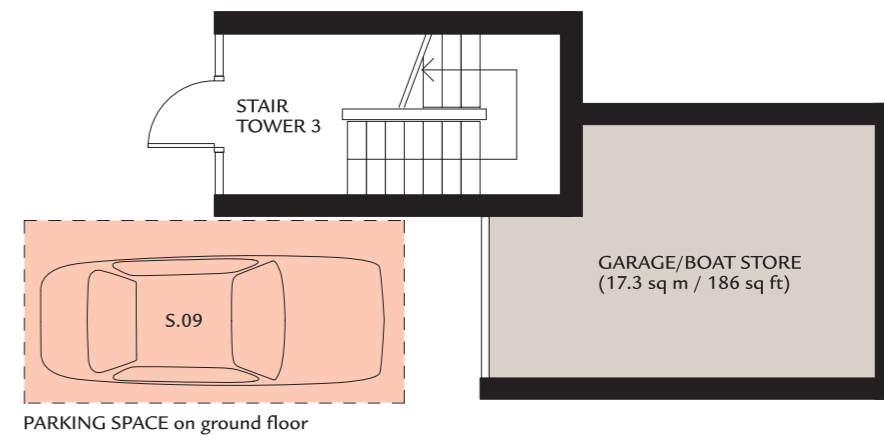 STAIR
TOWER 3
GARAGE/BOAT STORE
(17.3 sq m / 186 sq ft)
S.09
PARKING SPACE on ground floor